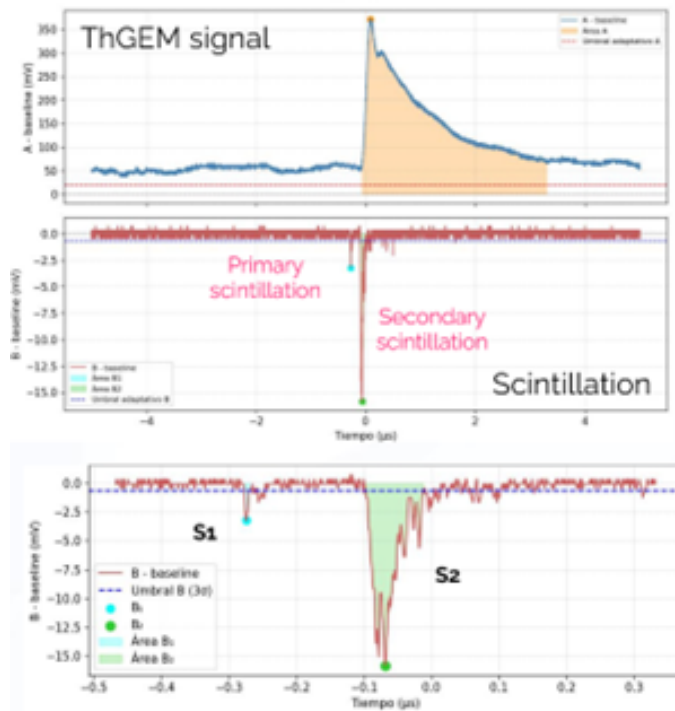 ThGEM signal
A - baseline
Área A
Umbral adaptativo A
A - baseline (mV)
350
300
250
200
150
100
50
0
B - baseline (mV)
0.0
−2.5
−5.0
−7.5
−10.0
−12.5
−15.0
Primary
scintillation
Secondary
scintillation
Scintillation
B - baseline
Área B1
Área B2
Umbral adaptativo B
−4
−2
0
2
4
Tiempo (µs)
B - baseline (mV)
0.0
−2.5
−5.0
−7.5
−10.0
−12.5
−15.0
S1
S2
B - baseline
Umbral B (3σ)
B₁
B₂
Área B₁
Área B₂
−0.5
−0.4
−0.3
−0.2
−0.1
0.0
0.1
0.2
0.3
Tiempo (µs)